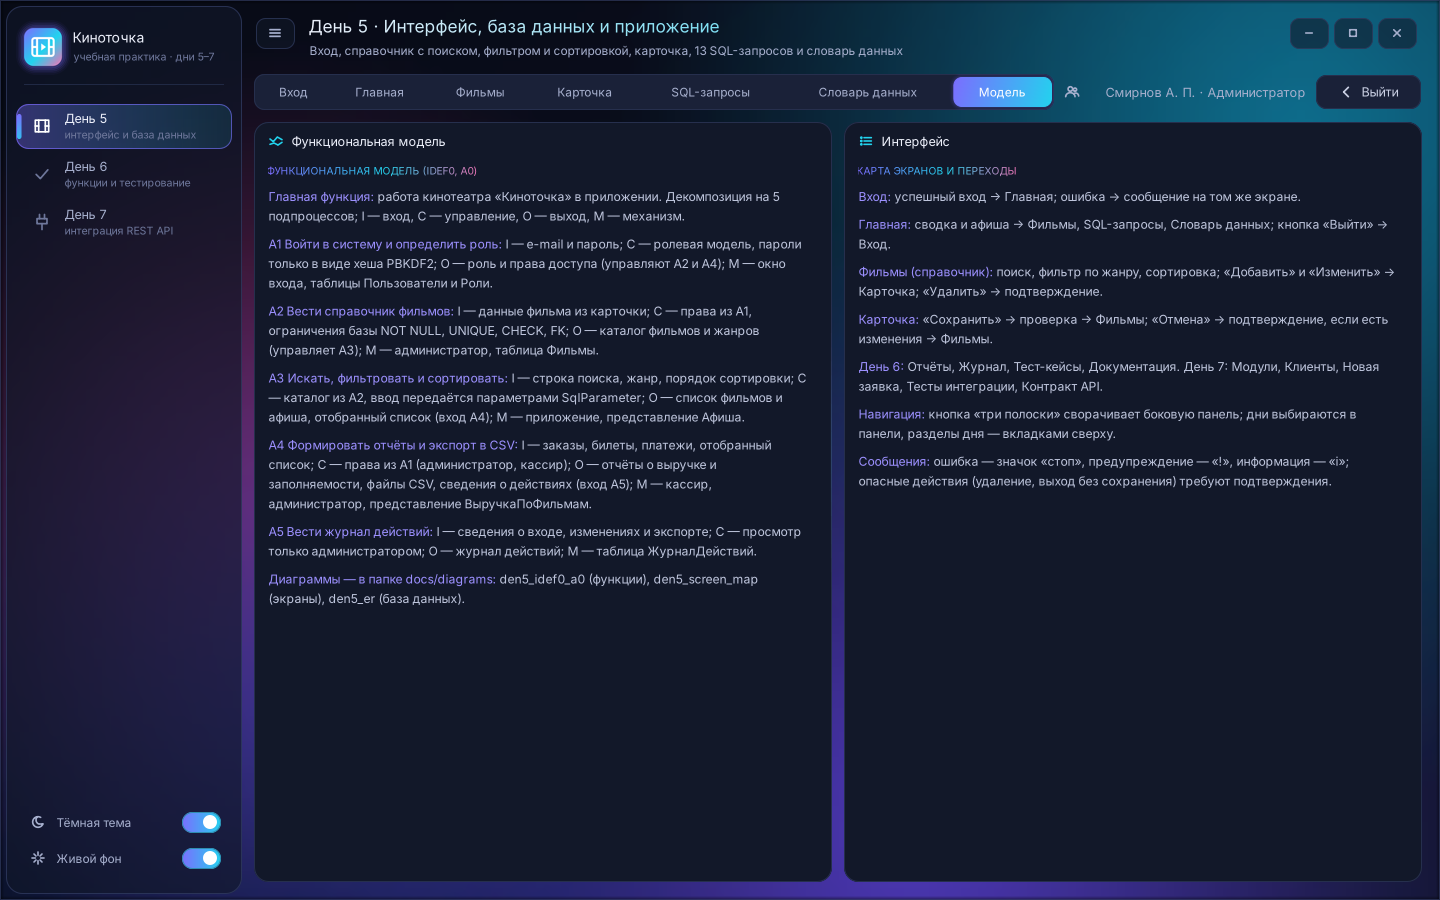 Киноточка
учебная практика · дни 5–7
День 5
интерфейс и база данных
День 6
функции и тестирование
День 7
интеграция REST API
Тёмная тема
Живой фон
День 5 · Интерфейс, база данных и приложение
Вход, справочник с поиском, фильтром и сортировкой, карточка, 13 SQL-запросов и словарь данных
Вход
Главная
Фильмы
Карточка
SQL-запросы
Словарь данных
Модель
Смирнов А. П. · Администратор
Выйти
Функциональная модель
ФУНКЦИОНАЛЬНАЯ МОДЕЛЬ (IDEF0, A0)
Главная функция: работа кинотеатра «Киноточка» в приложении. Декомпозиция на 5
подпроцессов; I — вход, C — управление, O — выход, M — механизм.
A1 Войти в систему и определить роль: I — e-mail и пароль; C — ролевая модель, пароли
только в виде хеша PBKDF2; O — роль и права доступа (управляют A2 и A4); M — окно
входа, таблицы Пользователи и Роли.
A2 Вести справочник фильмов: I — данные фильма из карточки; C — права из A1,
ограничения базы NOT NULL, UNIQUE, CHECK, FK; O — каталог фильмов и жанров
(управляет A3); M — администратор, таблица Фильмы.
A3 Искать, фильтровать и сортировать: I — строка поиска, жанр, порядок сортировки; C
— каталог из A2, ввод передаётся параметрами SqlParameter; O — список фильмов и
афиша, отобранный список (вход A4); M — приложение, представление Афиша.
A4 Формировать отчёты и экспорт в CSV: I — заказы, билеты, платежи, отобранный
список; C — права из A1 (администратор, кассир); O — отчёты о выручке и
заполняемости, файлы CSV, сведения о действиях (вход A5); M — кассир,
администратор, представление ВыручкаПоФильмам.
A5 Вести журнал действий: I — сведения о входе, изменениях и экспорте; C — просмотр
только администратором; O — журнал действий; M — таблица ЖурналДействий.
Диаграммы — в папке docs/diagrams: den5_idef0_a0 (функции), den5_screen_map
(экраны), den5_er (база данных).
Интерфейс
КАРТА ЭКРАНОВ И ПЕРЕХОДЫ
Вход: успешный вход → Главная; ошибка → сообщение на том же экране.
Главная: сводка и афиша → Фильмы, SQL-запросы, Словарь данных; кнопка «Выйти» →
Вход.
Фильмы (справочник): поиск, фильтр по жанру, сортировка; «Добавить» и «Изменить» →
Карточка; «Удалить» → подтверждение.
Карточка: «Сохранить» → проверка → Фильмы; «Отмена» → подтверждение, если есть
изменения → Фильмы.
День 6: Отчёты, Журнал, Тест-кейсы, Документация. День 7: Модули, Клиенты, Новая
заявка, Тесты интеграции, Контракт API.
Навигация: кнопка «три полоски» сворачивает боковую панель; дни выбираются в
панели, разделы дня — вкладками сверху.
Сообщения: ошибка — значок «стоп», предупреждение — «!», информация — «i»;
опасные действия (удаление, выход без сохранения) требуют подтверждения.